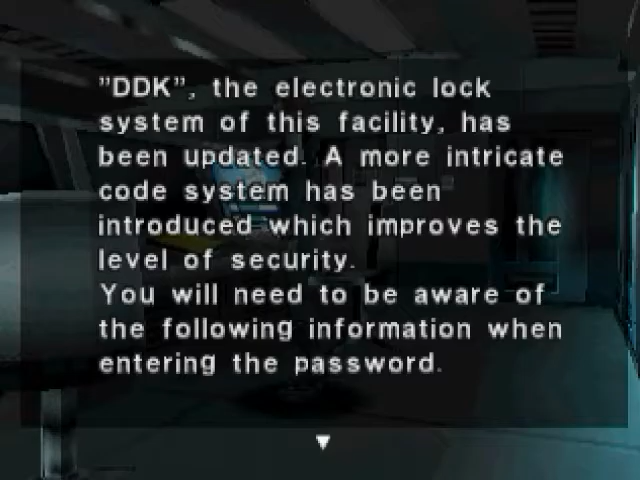 "DDK", the electronic lock
system of this facility, has
been updated. A more intricate
code system has been
introduced which improves the
level of security.
You will need to be aware of
the following information when
entering the password.